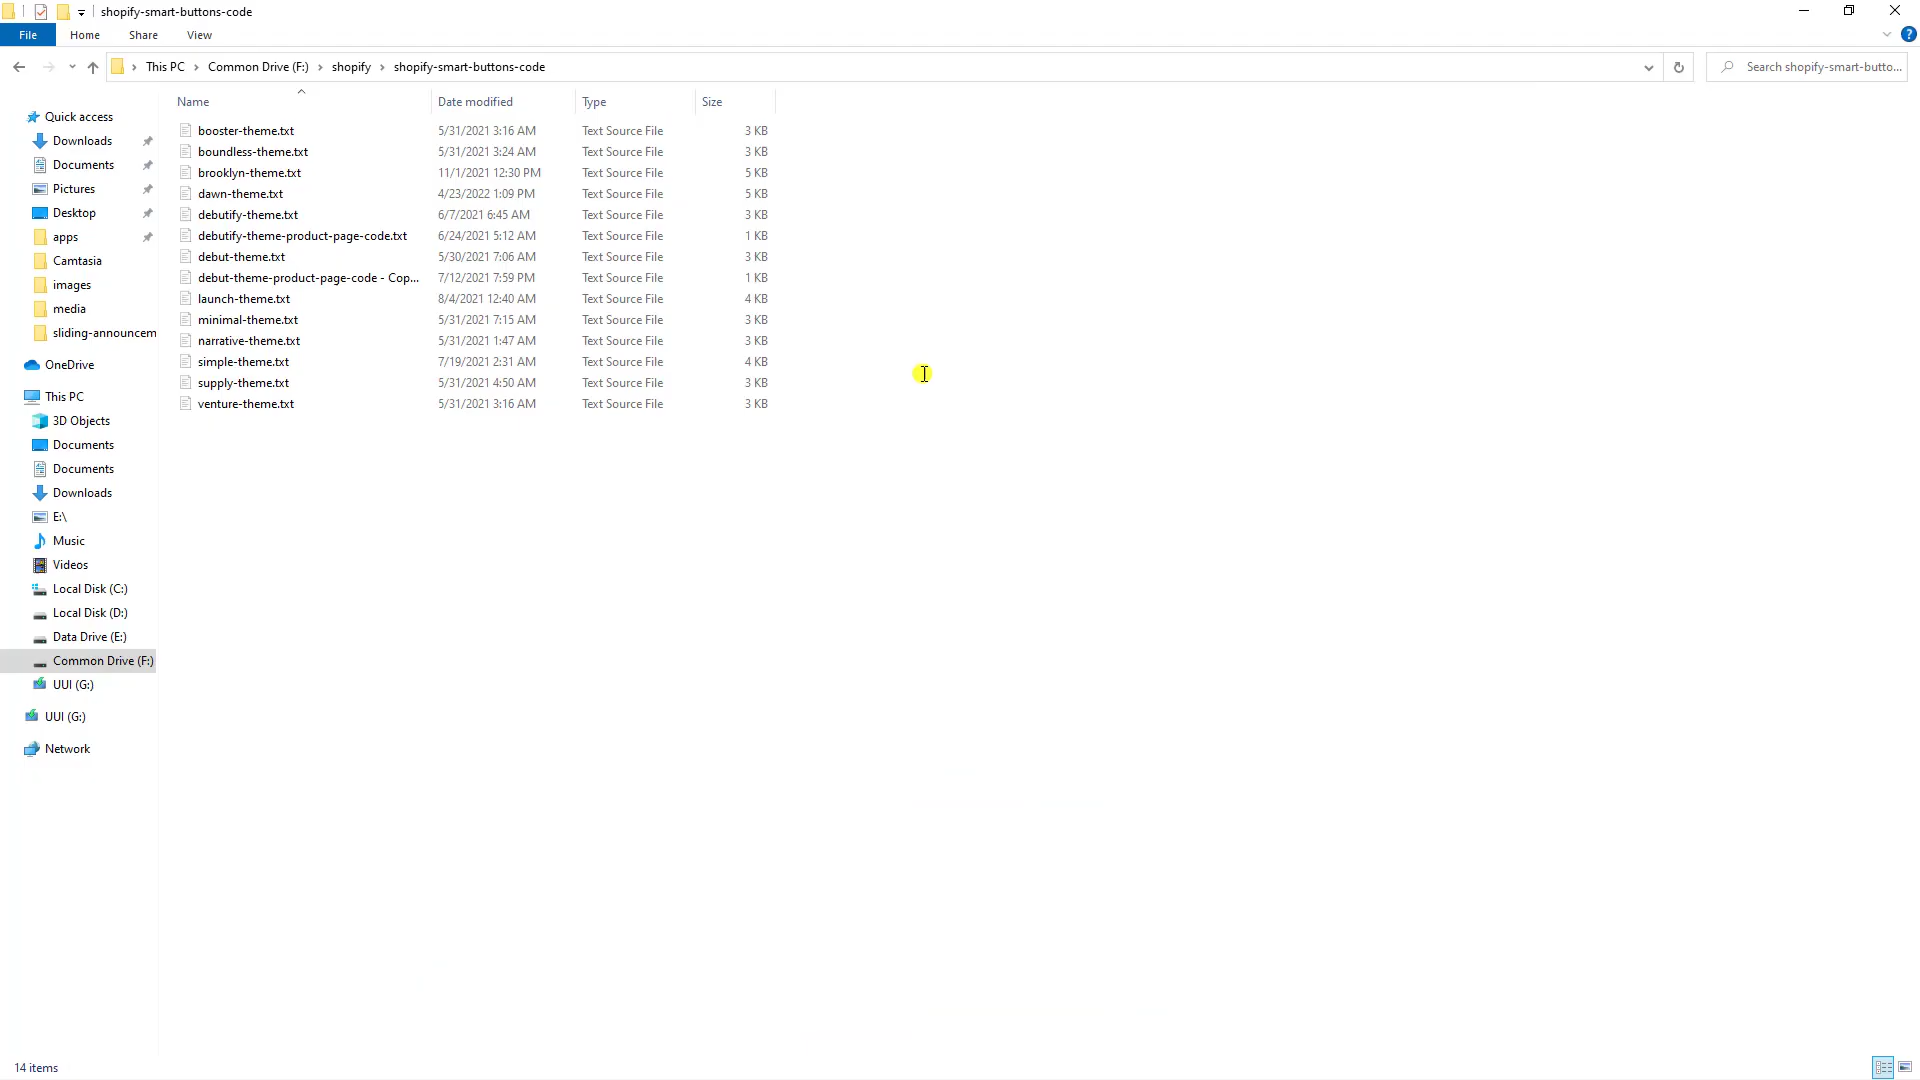 shopify-smart-buttons-code
File Home Share View
This PC Common Drive (F:) shopify shopify-smart-buttons-code Search shopify-smart-butto...
Name Date modified Type Size
booster-theme.txt 5/31/2021 3:16 AM Text Source File 3 KB
boundless-theme.txt 5/31/2021 3:24 AM Text Source File 3 KB
brooklyn-theme.txt 11/1/2021 12:30 PM Text Source File 5 KB
dawn-theme.txt 4/23/2022 1:09 PM Text Source File 5 KB
debutify-theme.txt 6/7/2021 6:45 AM Text Source File 3 KB
debutify-theme-product-page-code.txt 6/24/2021 5:12 AM Text Source File 1 KB
debut-theme.txt 5/30/2021 7:06 AM Text Source File 3 KB
debut-theme-product-page-code - Cop... 7/12/2021 7:59 PM Text Source File 1 KB
launch-theme.txt 8/4/2021 12:40 AM Text Source File 4 KB
minimal-theme.txt 5/31/2021 7:15 AM Text Source File 3 KB
narrative-theme.txt 5/31/2021 1:47 AM Text Source File 3 KB
simple-theme.txt 7/19/2021 2:31 AM Text Source File 4 KB
supply-theme.txt 5/31/2021 4:50 AM Text Source File 3 KB
venture-theme.txt 5/31/2021 3:16 AM Text Source File 3 KB
Quick access
Downloads
Documents
Pictures
Desktop
apps
Camtasia
images
media
sliding-announcem
OneDrive
This PC
3D Objects
Documents
Documents
Downloads
E:\
Music
Videos
Local Disk (C:)
Local Disk (D:)
Data Drive (E:)
Common Drive (F:)
UUI (G:)
UUI (G:)
Network
14 items